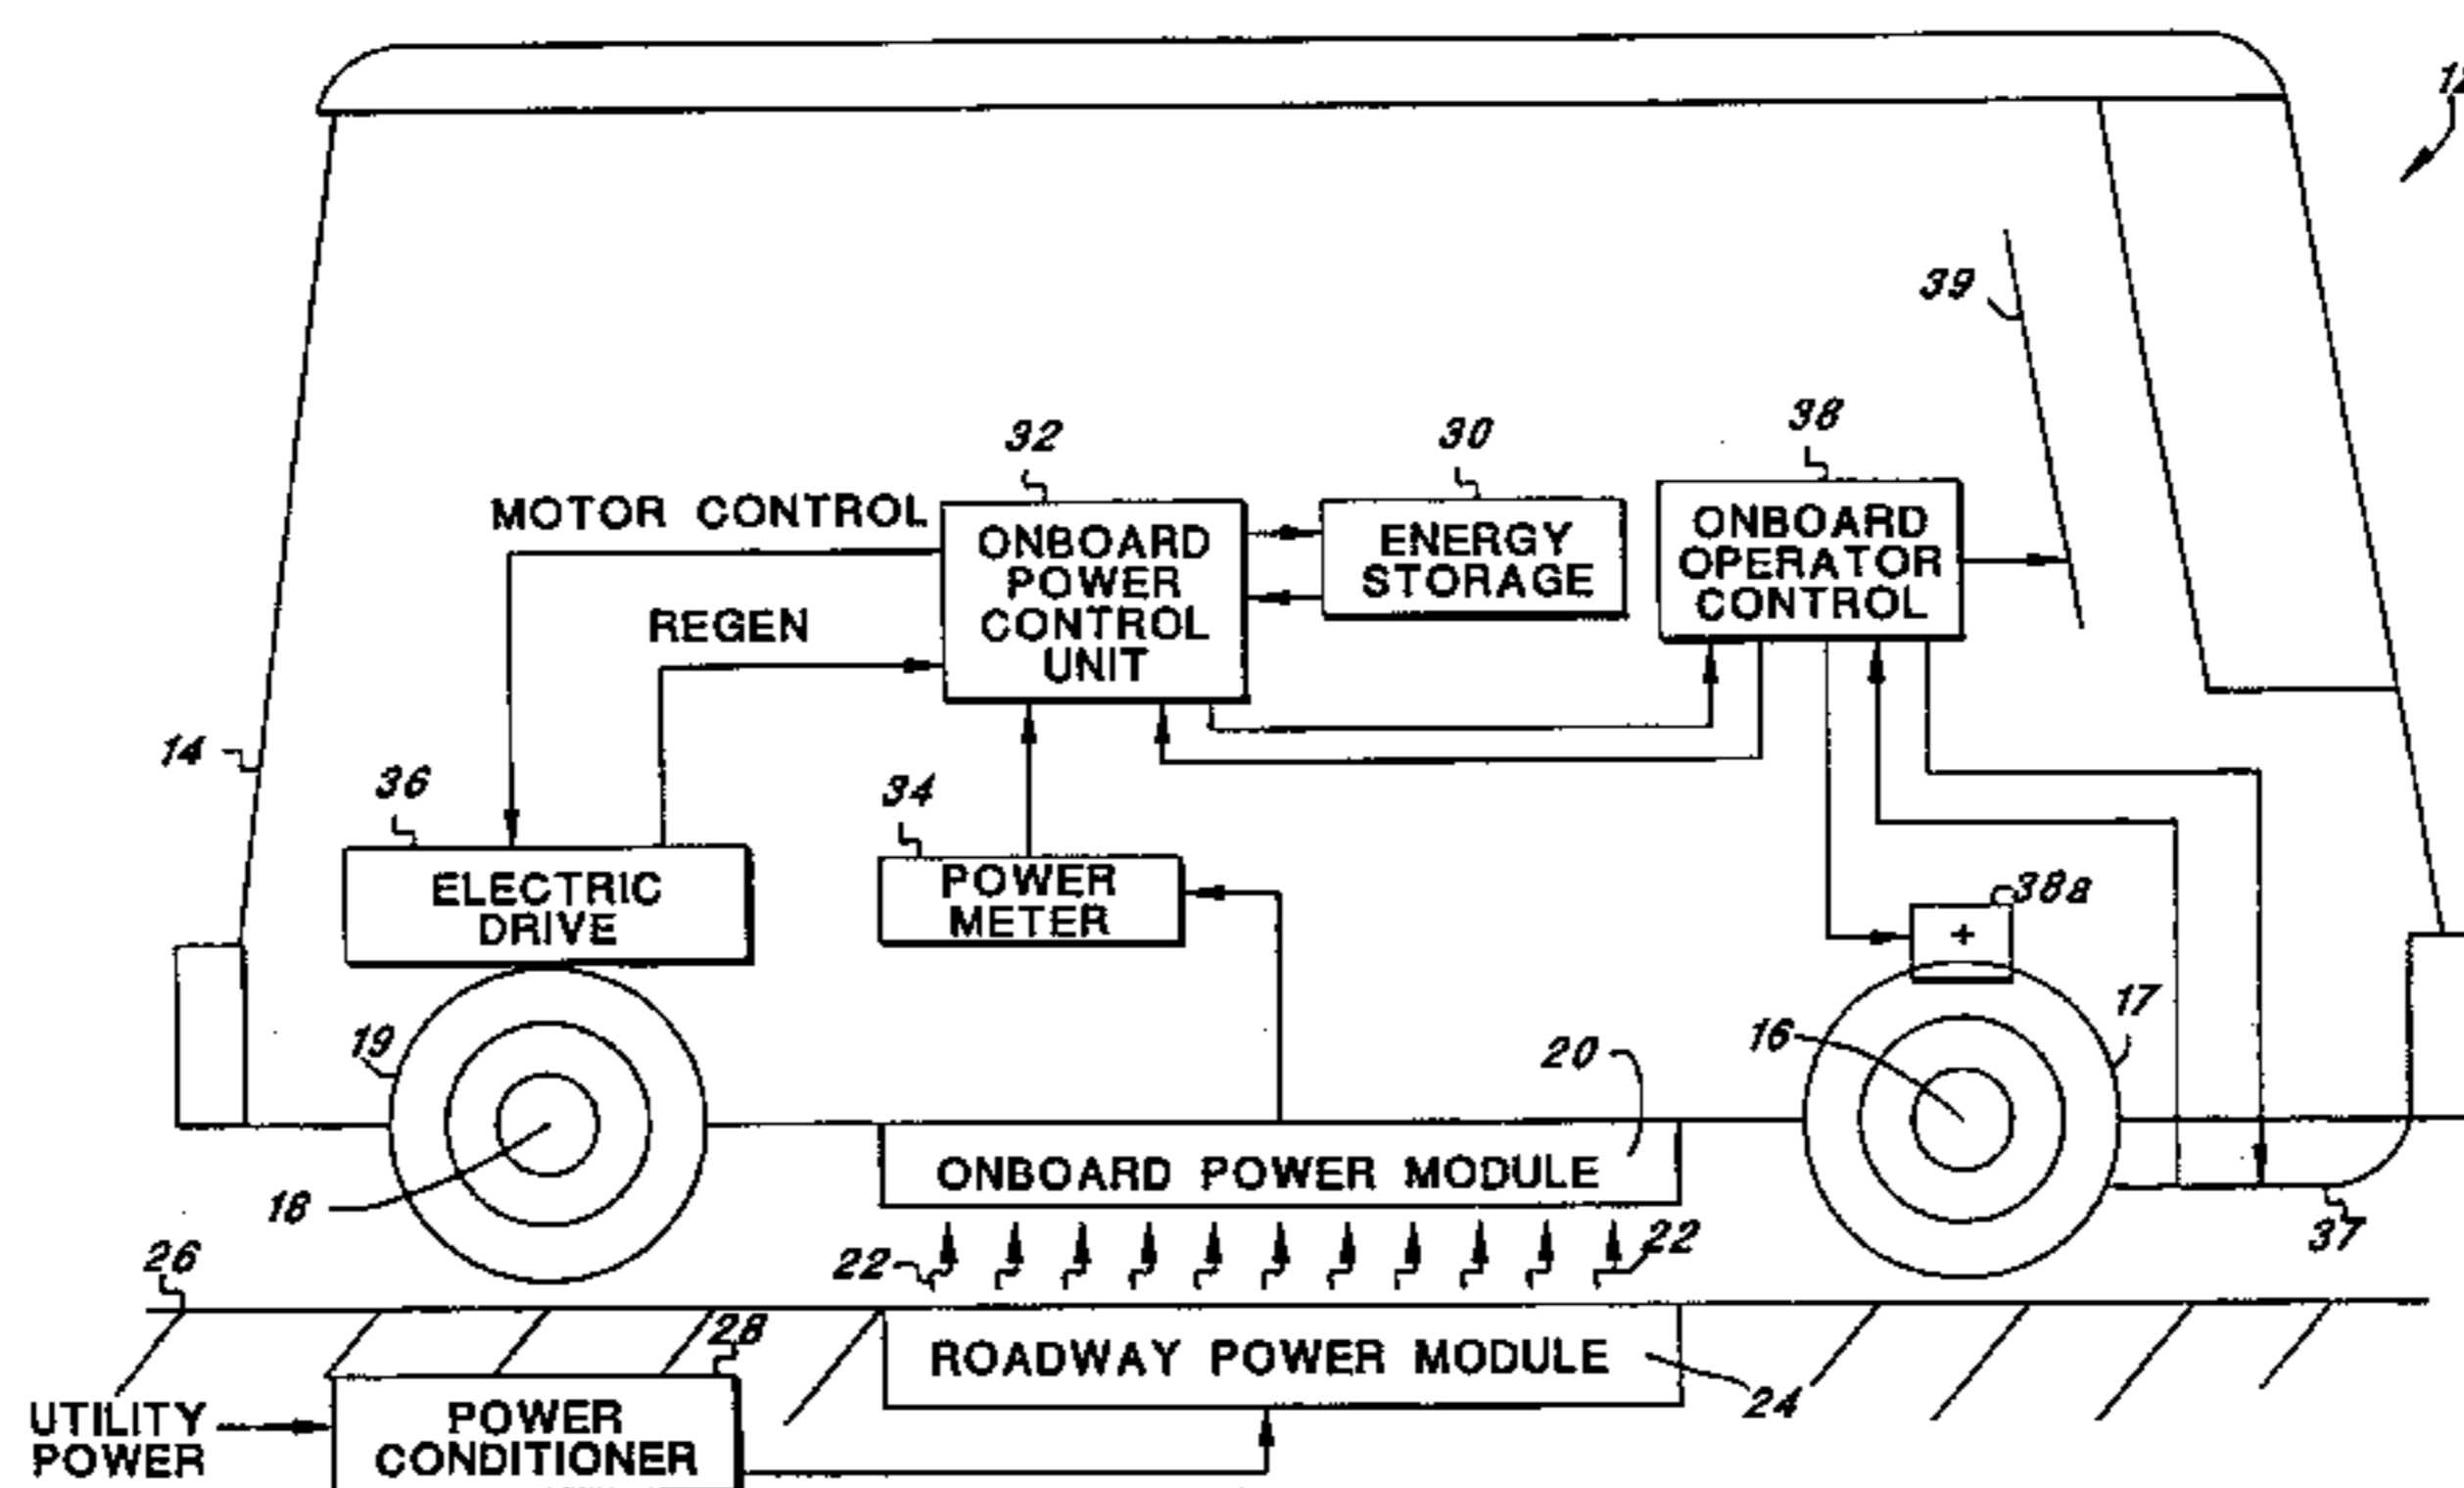 12
39
38
30
32
MOTOR CONTROL
ONBOARD
POWER
CONTROL
UNIT
ENERGY
STORAGE
ONBOARD
OPERATOR
CONTROL
REGEN
14
36
34
ELECTRIC
DRIVE
POWER
METER
38a
+
17
19
20
16
ONBOARD POWER MODULE
18
26
22
22
37
28
ROADWAY POWER MODULE
24
UTILITY
POWER
POWER
CONDITIONER